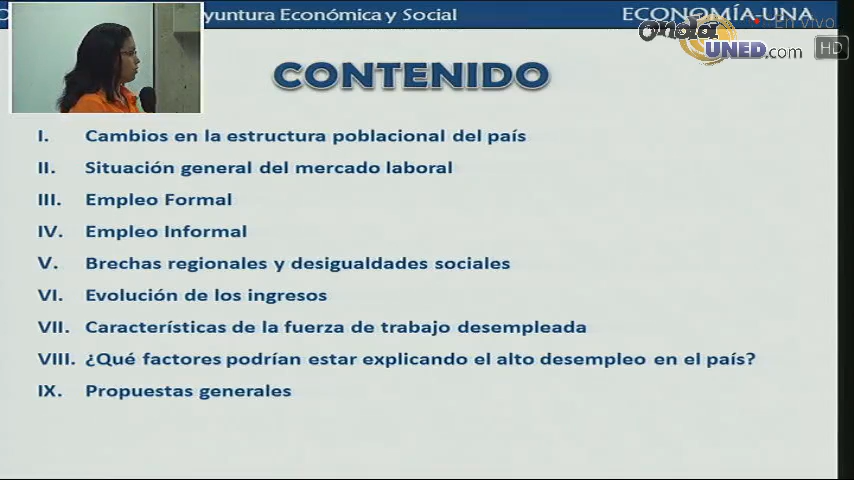 yuntura Económica y Social
ECONOMÍA-UNA
En vivo
Onda
UNED.com
HD
CONTENIDO
I. Cambios en la estructura poblacional del país
II. Situación general del mercado laboral
III. Empleo Formal
IV. Empleo Informal
V. Brechas regionales y desigualdades sociales
VI. Evolución de los ingresos
VII. Características de la fuerza de trabajo desempleada
VIII. ¿Qué factores podrían estar explicando el alto desempleo en el país?
IX. Propuestas generales